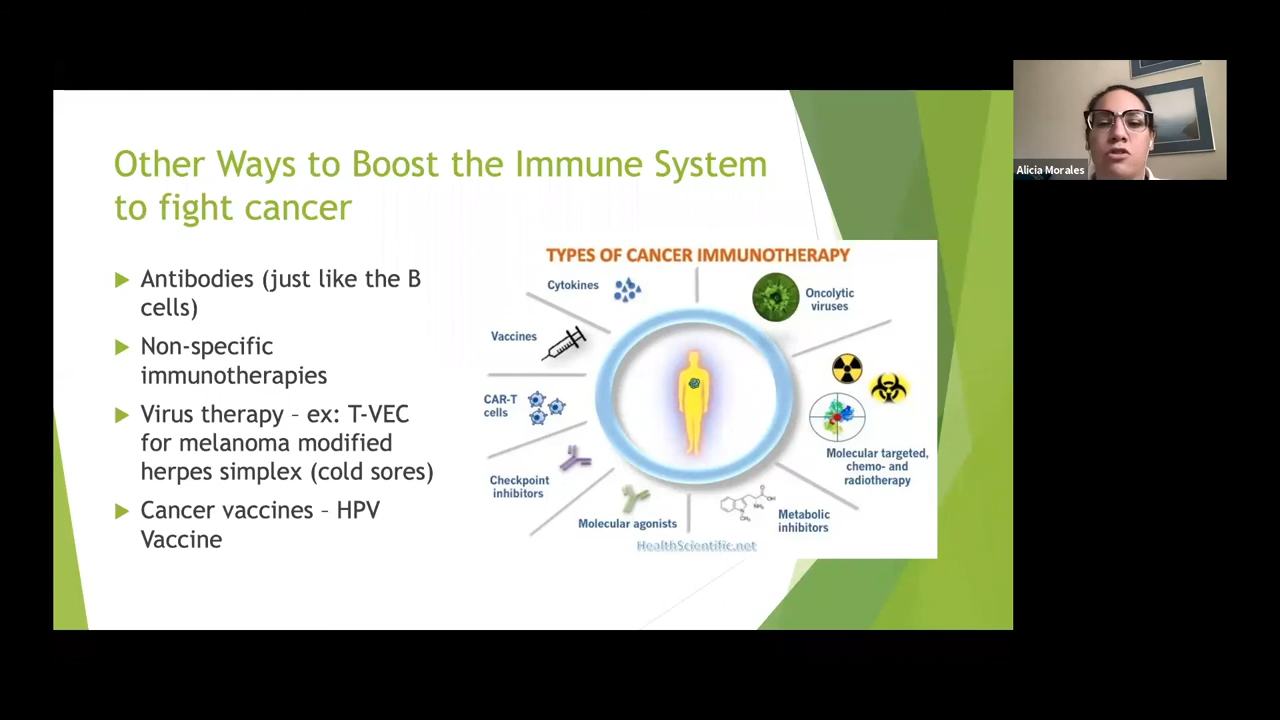 Other Ways to Boost the Immune System
to fight cancer
Antibodies (just like the B
cells)
Non-specific
immunotherapies
Virus therapy – ex: T-VEC
for melanoma modified
herpes simplex (cold sores)
Cancer vaccines – HPV
Vaccine
TYPES OF CANCER IMMUNOTHERAPY
Cytokines
Oncolytic
viruses
Vaccines
CAR-T
cells
Molecular targeted,
chemo- and
radiotherapy
Checkpoint
inhibitors
Molecular agonists
Metabolic
inhibitors
HealthScientific.net
Alicia Morales